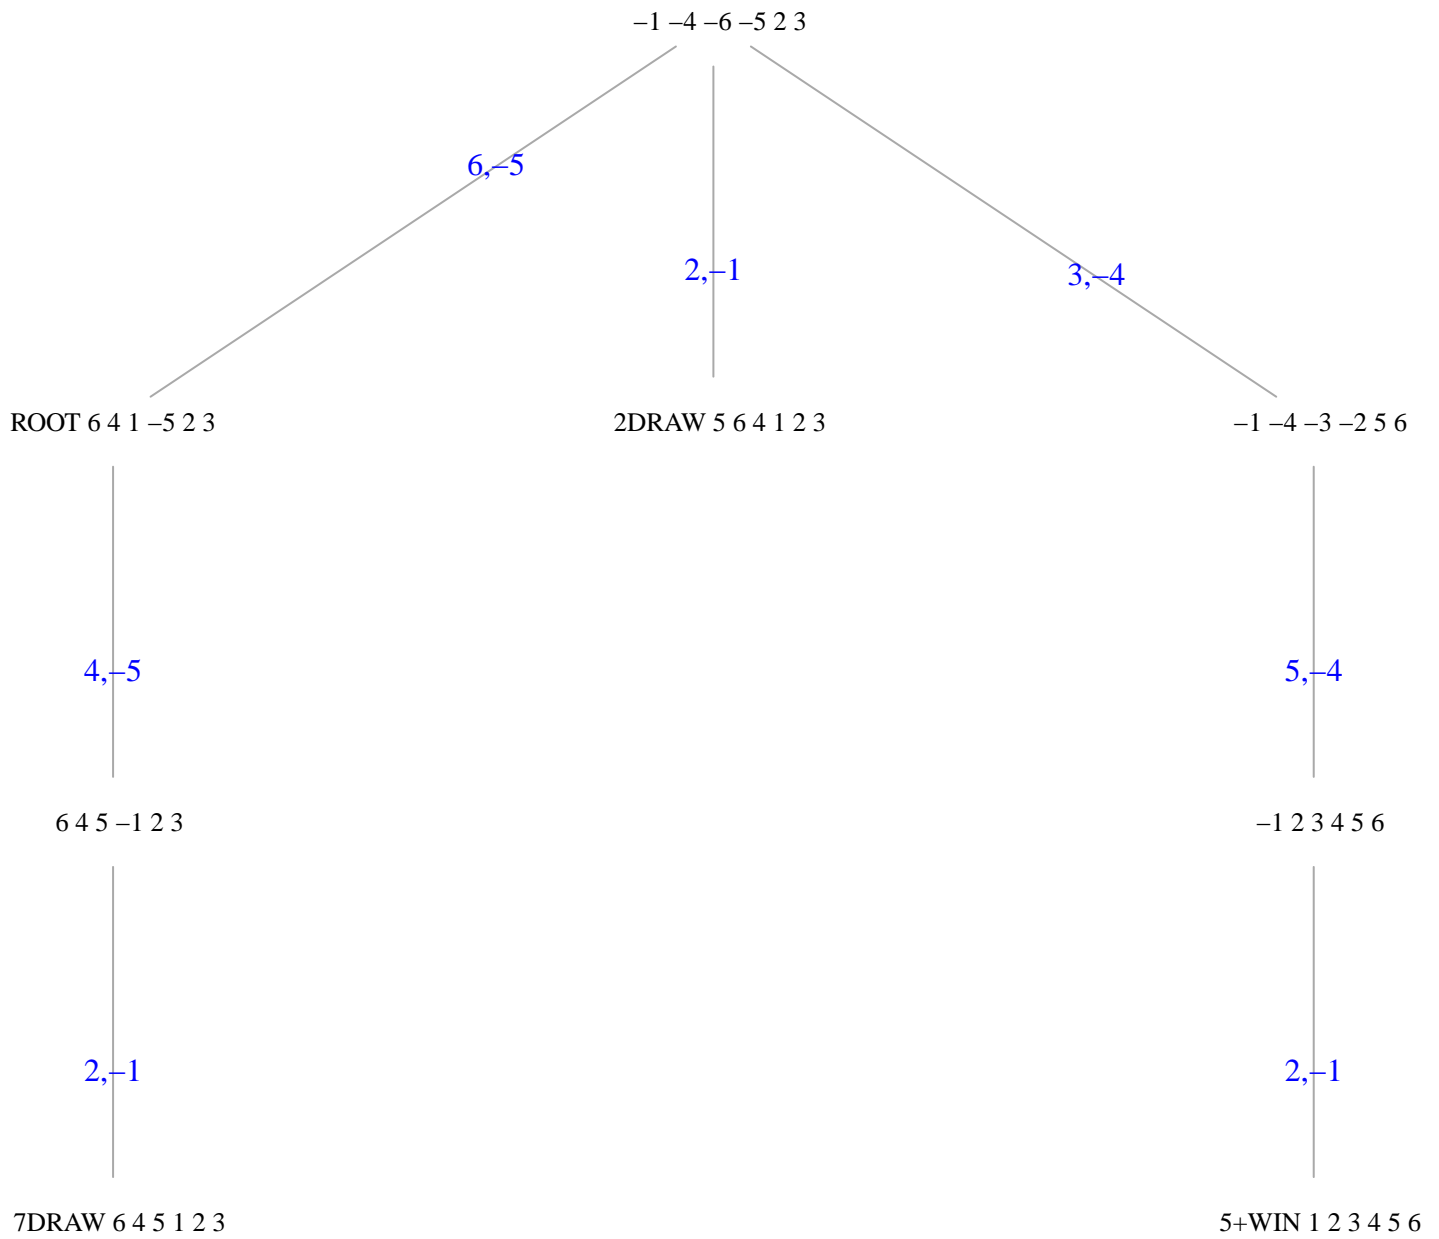 –1 –4 –6 –5 2 3
6,–5
2,–1
3,–4
ROOT 6 4 1 –5 2 3
2DRAW 5 6 4 1 2 3
–1 –4 –3 –2 5 6
4,–5
5,–4
6 4 5 –1 2 3
–1 2 3 4 5 6
2,–1
2,–1
7DRAW 6 4 5 1 2 3
5+WIN 1 2 3 4 5 6